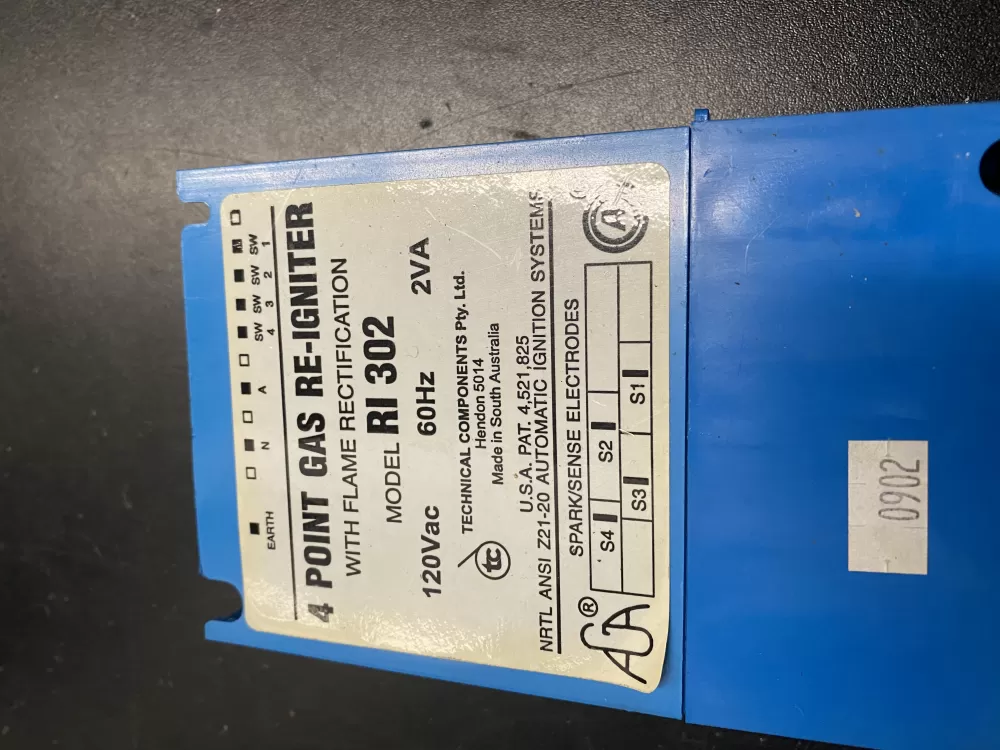 EARTH N A SW 4 SW 3 SW 2 SW 1
4 POINT GAS RE-IGNITER
WITH FLAME RECTIFICATION
MODEL RI 302
120Vac 60Hz 2VA
tc
TECHNICAL COMPONENTS Pty. Ltd.
Hendon 5014
Made in South Australia
U.S.A. PAT. 4,521,825
NRTL ANSI Z21-20 AUTOMATIC IGNITION SYSTEMS
SPARK/SENSE ELECTRODES
AGA ®
S4 S2
S3 S1
A
0902